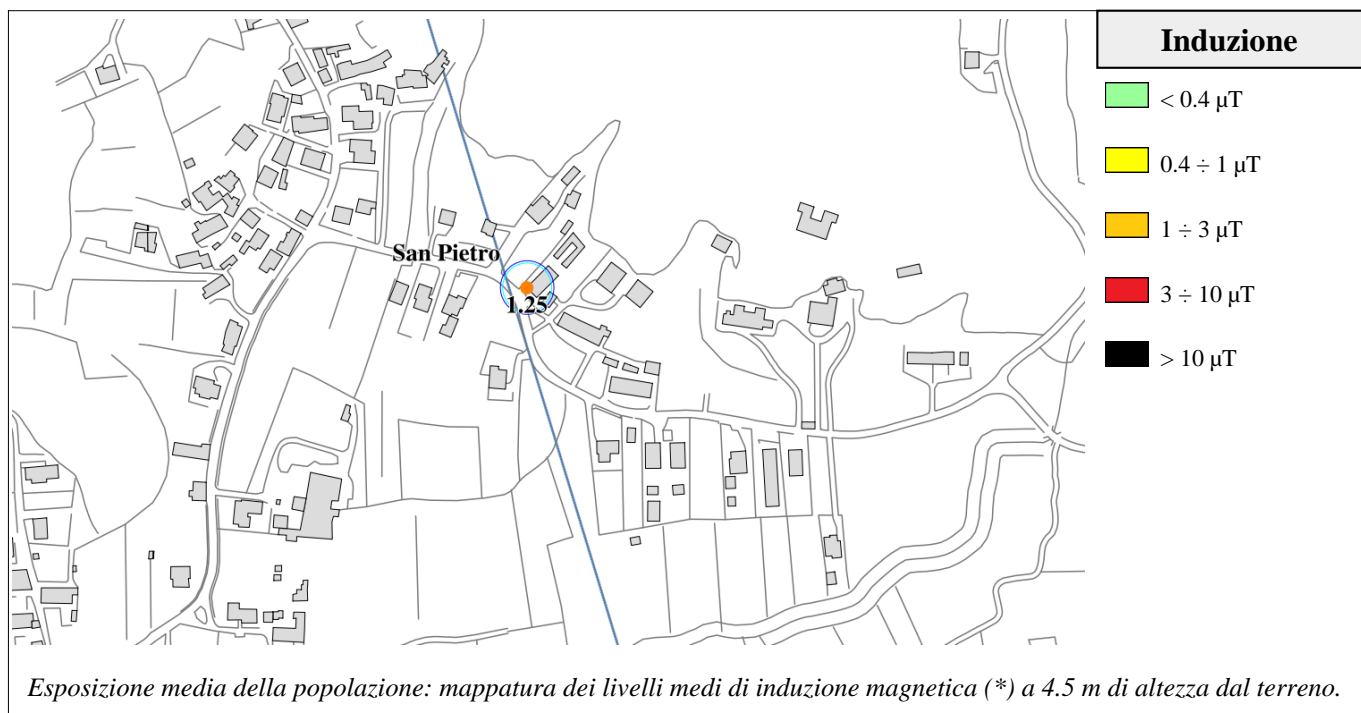 Induzione
< 0.4 µT
0.4 ÷ 1 µT
1 ÷ 3 µT
3 ÷ 10 µT
> 10 µT
San Pietro
1.25
Esposizione media della popolazione: mappatura dei livelli medi di induzione magnetica (*) a 4.5 m di altezza dal terreno.